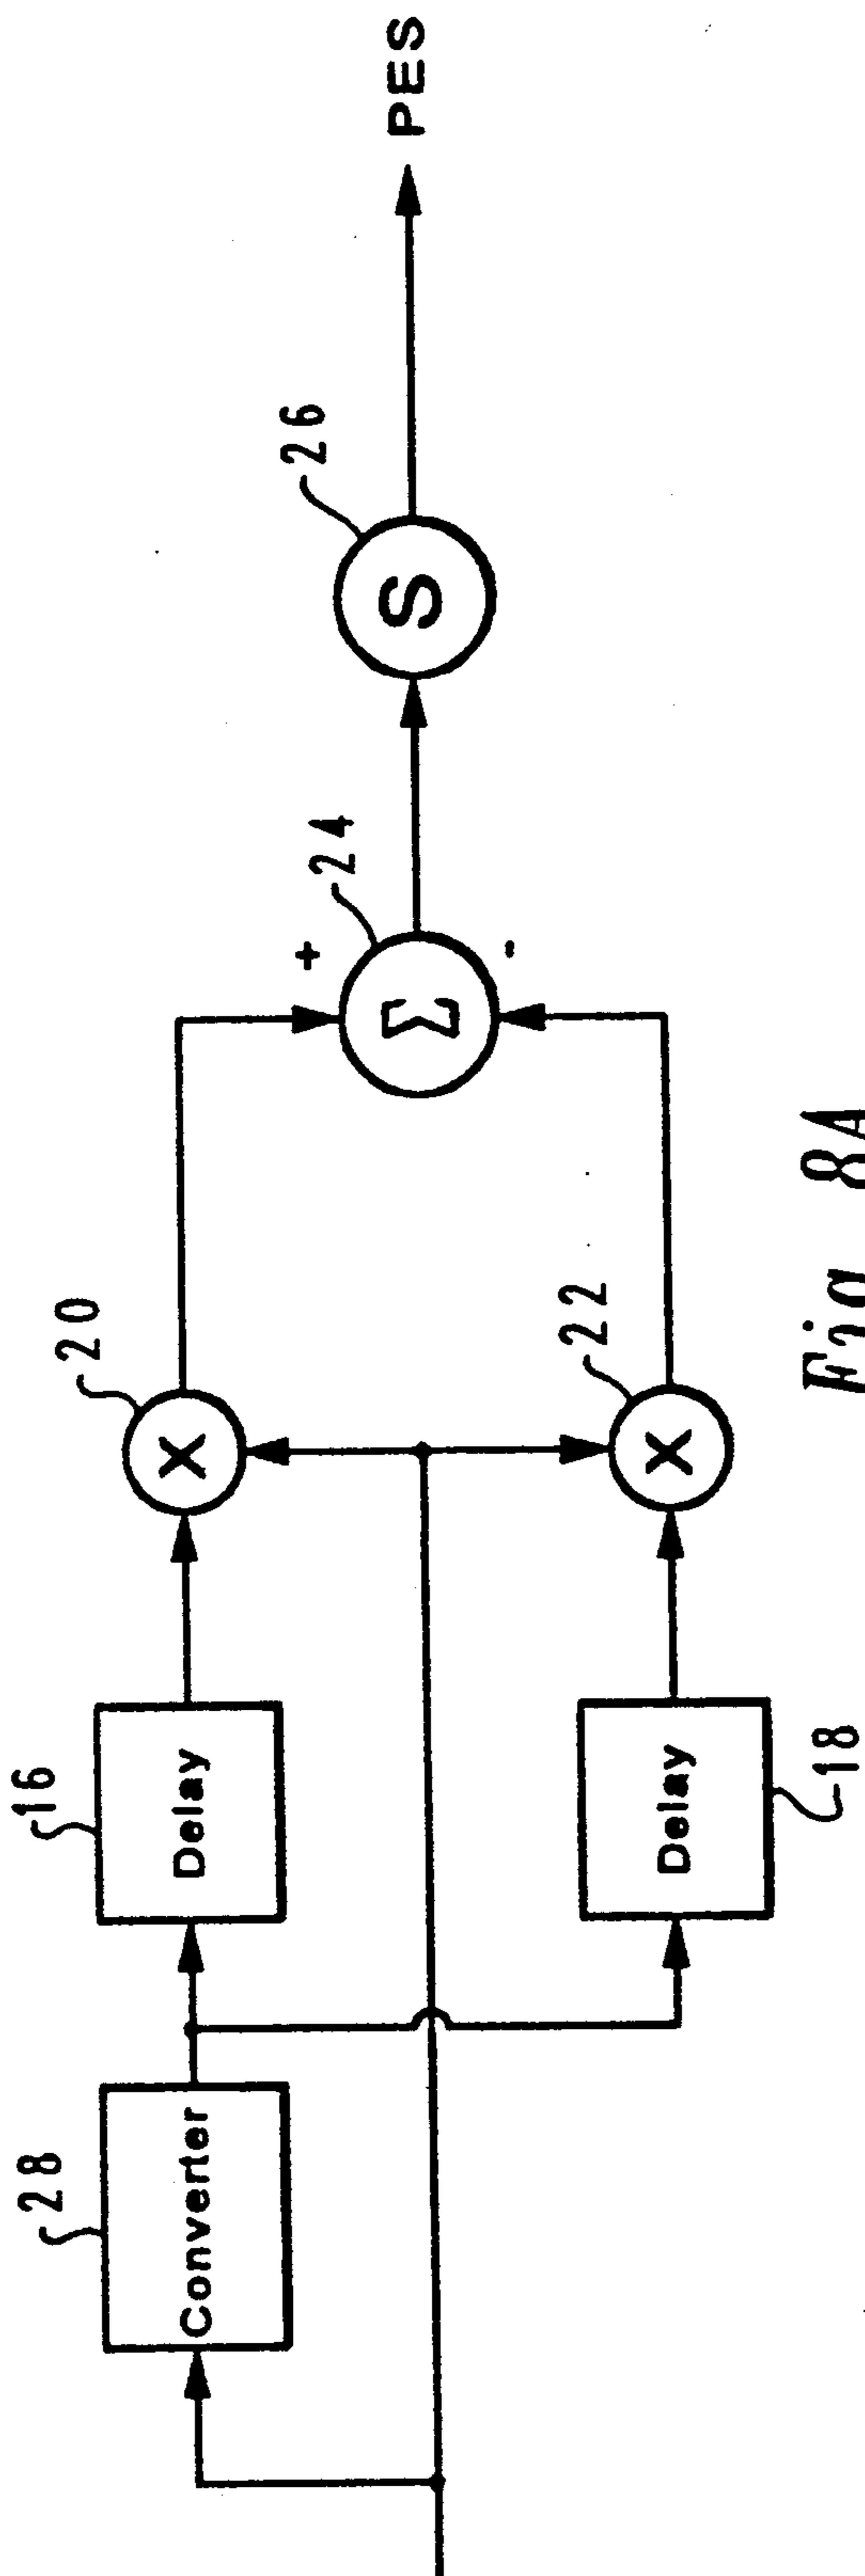 28
Converter
16
Delay
18
Delay
20
X
22
X
24
+
Σ
-
26
S
PES
Fig. 8A